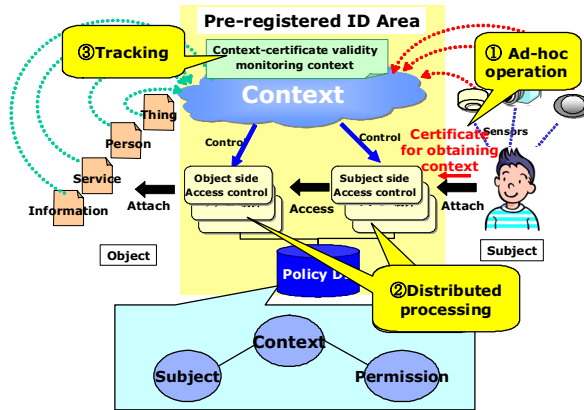 Pre-registered ID Area
③Tracking
Context-certificate validity
monitoring context
① Ad-hoc
operation
Context
Thing
Person
Service
Information
Sensors
Control
Control
Certificate
for obtaining
context
Object side
Access control
Subject side
Access control
Attach
Access
Attach
Object
Subject
Policy D
②Distributed
processing
Context
Subject
Permission